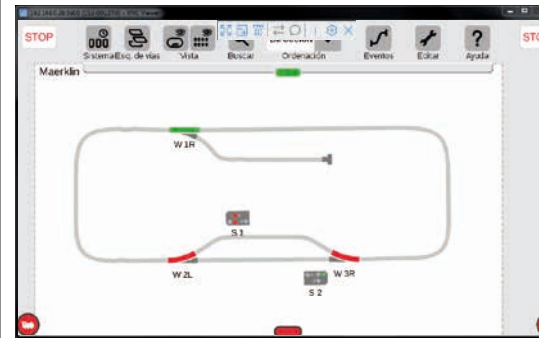 STOP
STO
Sistema Esq. de vías Vista Buscar Ordenación Eventos Editar Ayuda
Maerklin
W 1R
S 1
W 2L
W 3R
S 2